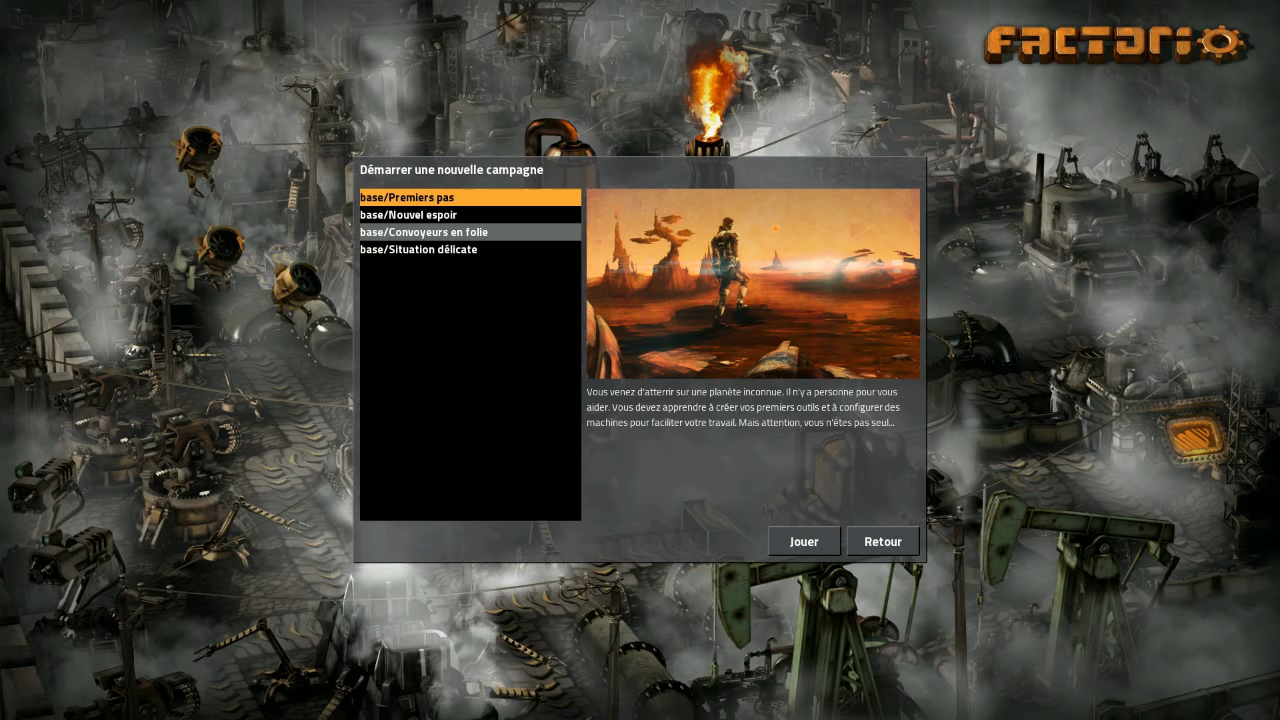 FACTORIO
Démarrer une nouvelle campagne
base/Premiers pas
base/Nouvel espoir
base/Convoyeurs en folie
base/Situation délicate
Vous venez d'atterrir sur une planète inconnue. Il n'y a personne pour vous
aider. Vous devez apprendre à créer vos premiers outils et à configurer des
machines pour faciliter votre travail. Mais attention, vous n'êtes pas seul...
Jouer
Retour